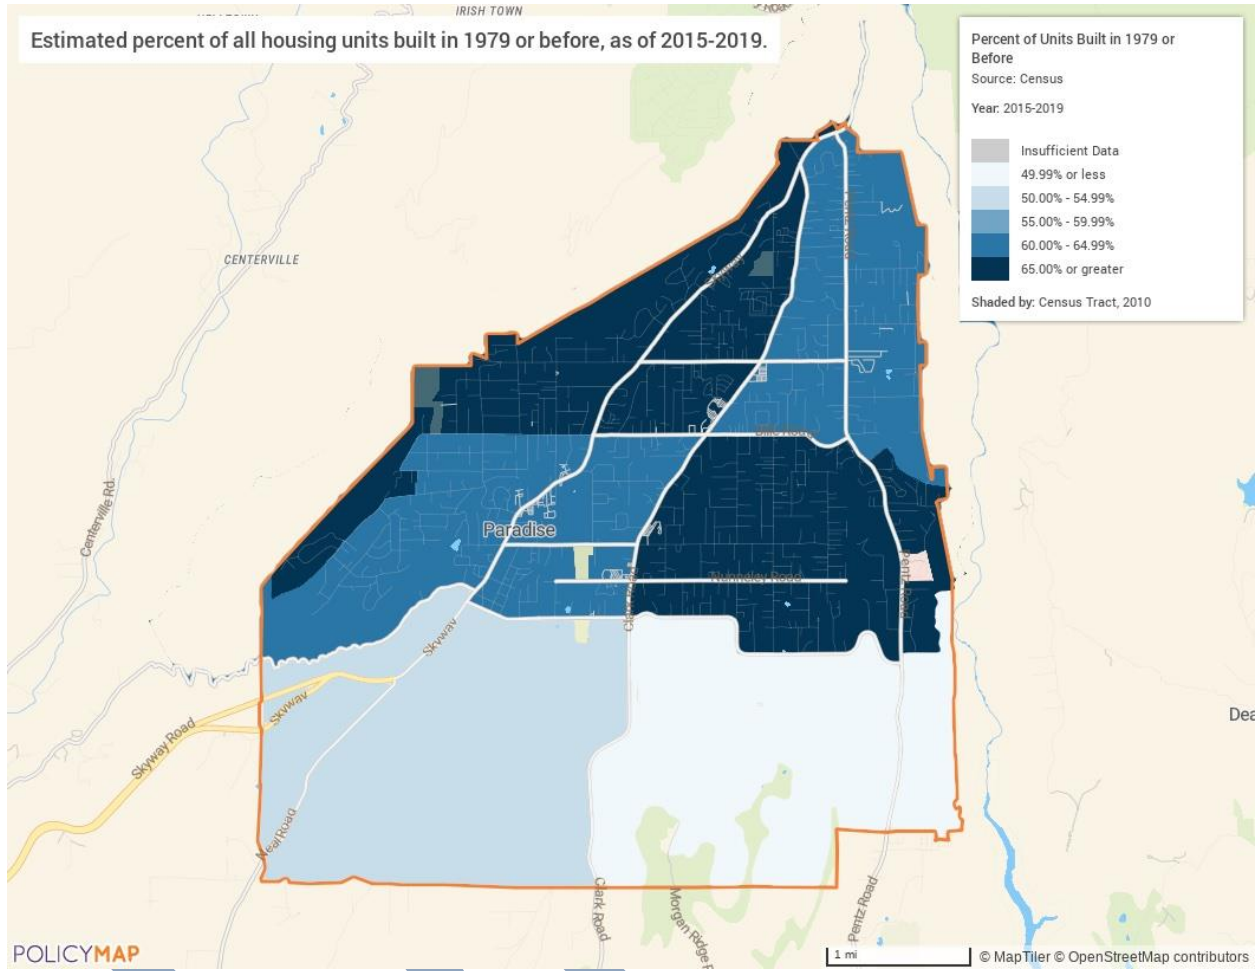 IRISH TOWN
Estimated percent of all housing units built in 1979 or before, as of 2015-2019.
Percent of Units Built in 1979 or
Before
Source: Census
Year: 2015-2019
Insufficient Data
49.99% or less
50.00% - 54.99%
55.00% - 59.99%
60.00% - 64.99%
65.00% or greater
Shaded by: Census Tract, 2010
CENTERVILLE
Skyway
Centerville Rd.
Paradise
Nunneley Road
Clark Road
Pentz Road
Skyway
Skyway
Skyway Road
Dea
Neal Road
Clark Road
Morgan Ridge R
Pentz Road
POLICYMAP
1 mi
© MapTiler © OpenStreetMap contributors